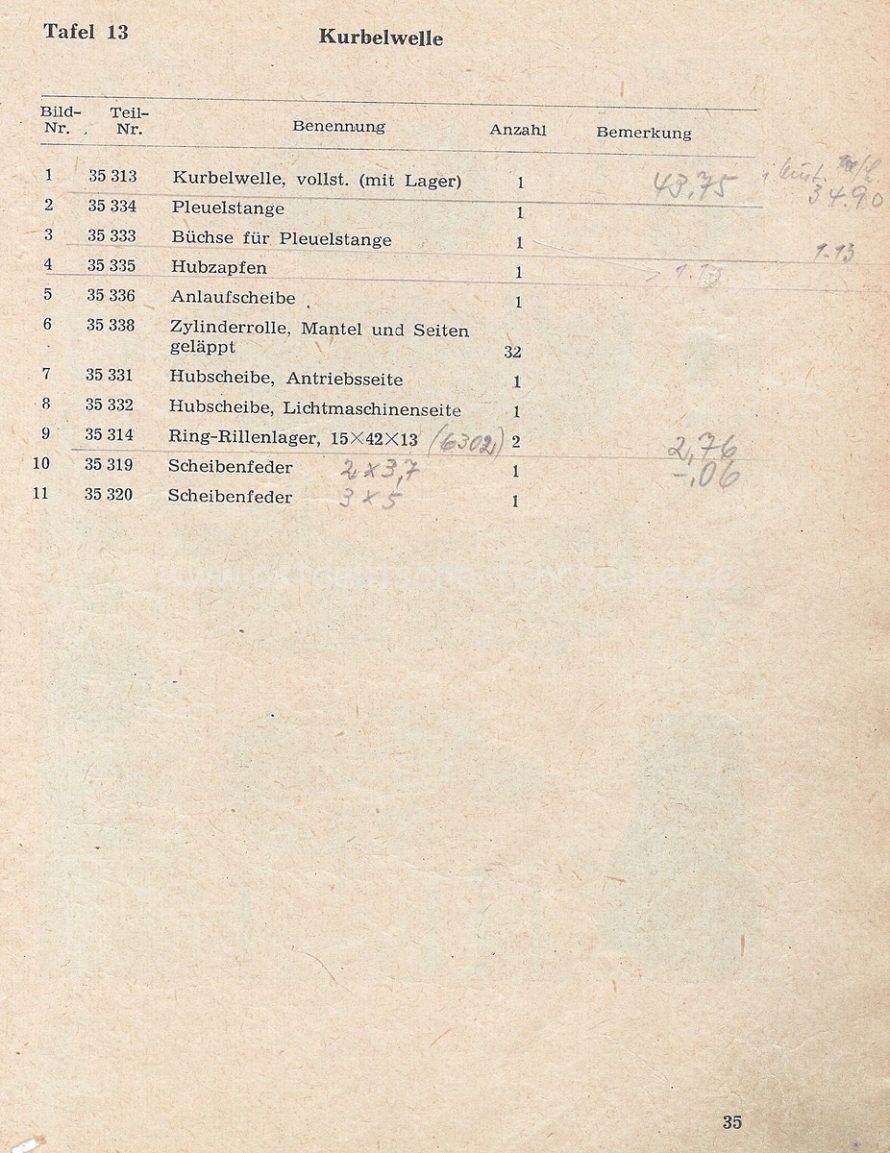 Tafel 13 Kurbelwelle
Bild- Teil-
Nr. Nr. Benennung Anzahl Bemerkung
1 35 313 Kurbelwelle, vollst. (mit Lager) 1 43,75
34.90
2 35 334 Pleuelstange 1
3 35 333 Büchse für Pleuelstange 1 1.13
4 35 335 Hubzapfen 1 1.13
5 35 336 Anlaufscheibe 1
6 35 338 Zylinderrolle, Mantel und Seiten
geläppt 32
7 35 331 Hubscheibe, Antriebsseite 1
8 35 332 Hubscheibe, Lichtmaschinenseite 1
9 35 314 Ring-Rillenlager, 15×42×13 (6302) 2 2,76
10 35 319 Scheibenfeder 2 x 3,7 1 -.06
11 35 320 Scheibenfeder 3 x 5 1
35